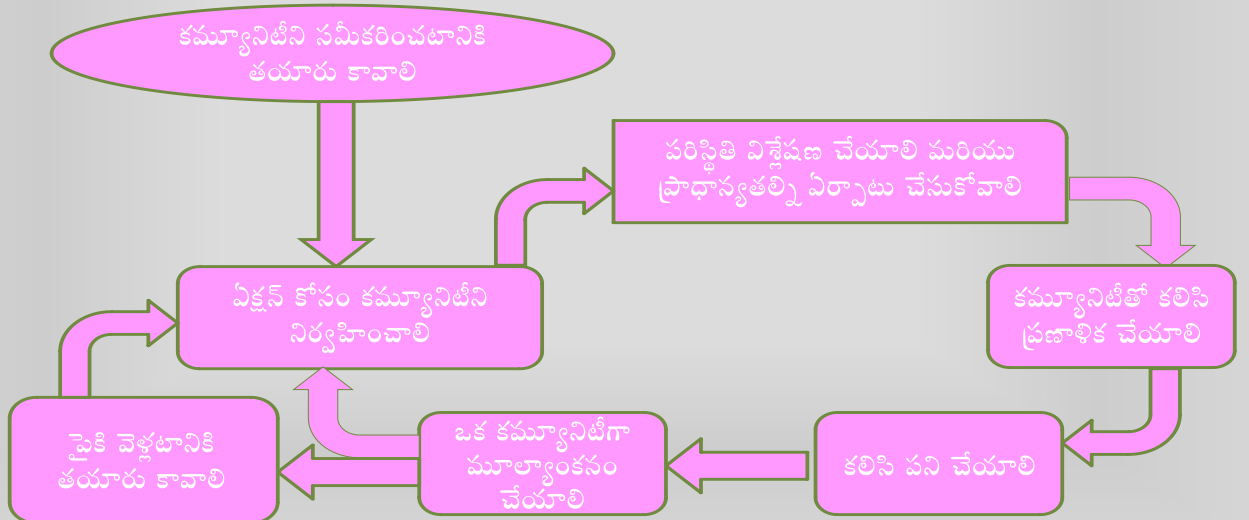 కమ్యూనిటీని సమీకరించటానికి
తయారు కావాలి
పరిస్థితి విశ్లేషణ చేయాలి మరియు
ప్రాధాన్యతల్ని ఏర్పాటు చేసుకోవాలి
ఏక్షన్ కోసం కమ్యూనిటీని
నిర్వహించాలి
కమ్యూనిటీతో కలిసి
ప్రణాళిక చేయాలి
పైకి వెళ్లటానికి
తయారు కావాలి
ఒక కమ్యూనిటీగా
మూల్యాంకనం
చేయాలి
కలిసి పని చేయాలి